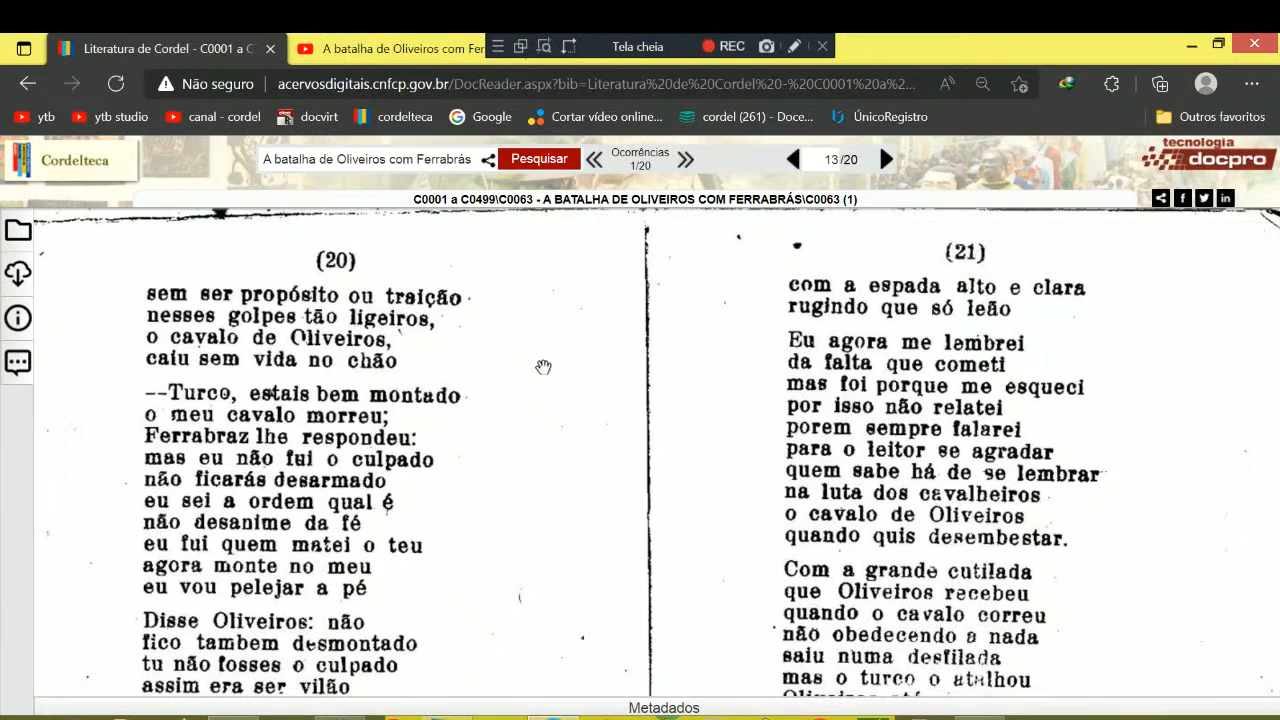 Literatura de Cordel - C0001 a C
A batalha de Oliveiros com Fer
Tela cheia
REC
Não seguro
acervosdigitais.cnfcp.gov.br/DocReader.aspx?bib=Literatura%20de%20Cordel%20-%20C0001%20a%2...
ytb
ytb studio
canal - cordel
docvirt
cordelteca
Google
Cortar vídeo online...
cordel (261) - Doce...
ÚnicoRegistro
Outros favoritos
Cordelteca
A batalha de Oliveiros com Ferrabrás
Pesquisar
Ocorrências
1/20
13/20
tecnologia
docpro
C0001 a C0499\C0063 - A BATALHA DE OLIVEIROS COM FERRABRÁS\C0063 (1)
(20)
sem ser propósito ou traição
nesses golpes tão ligeiros,
o cavalo de Oliveiros,
caiu sem vida no chão
--Turco, estais bem montado
o meu cavalo morreu;
Ferrabraz lhe respondeu:
mas eu não fui o culpado
não ficarás desarmado
eu sei a ordem qual é
não desanime da fé
eu fui quem matei o teu
agora monte no meu
eu vou pelejar a pé
Disse Oliveiros: não
fico tambem desmontado
tu não fosses o culpado
assim era ser vilão
(21)
com a espada alto e clara
rugindo que só leão
Eu agora me lembrei
da falta que cometi
mas foi porque me esqueci
por isso não relatei
porem sempre falarei
para o leitor se agradar
quem sabe há de se lembrar
na luta dos cavalheiros
o cavalo de Oliveiros
quando quis desembestar.
Com a grande cutilada
que Oliveiros recebeu
quando o cavalo correu
não obedecendo a nada
saiu numa desfilada
mas o turco o atalhou
Metadados